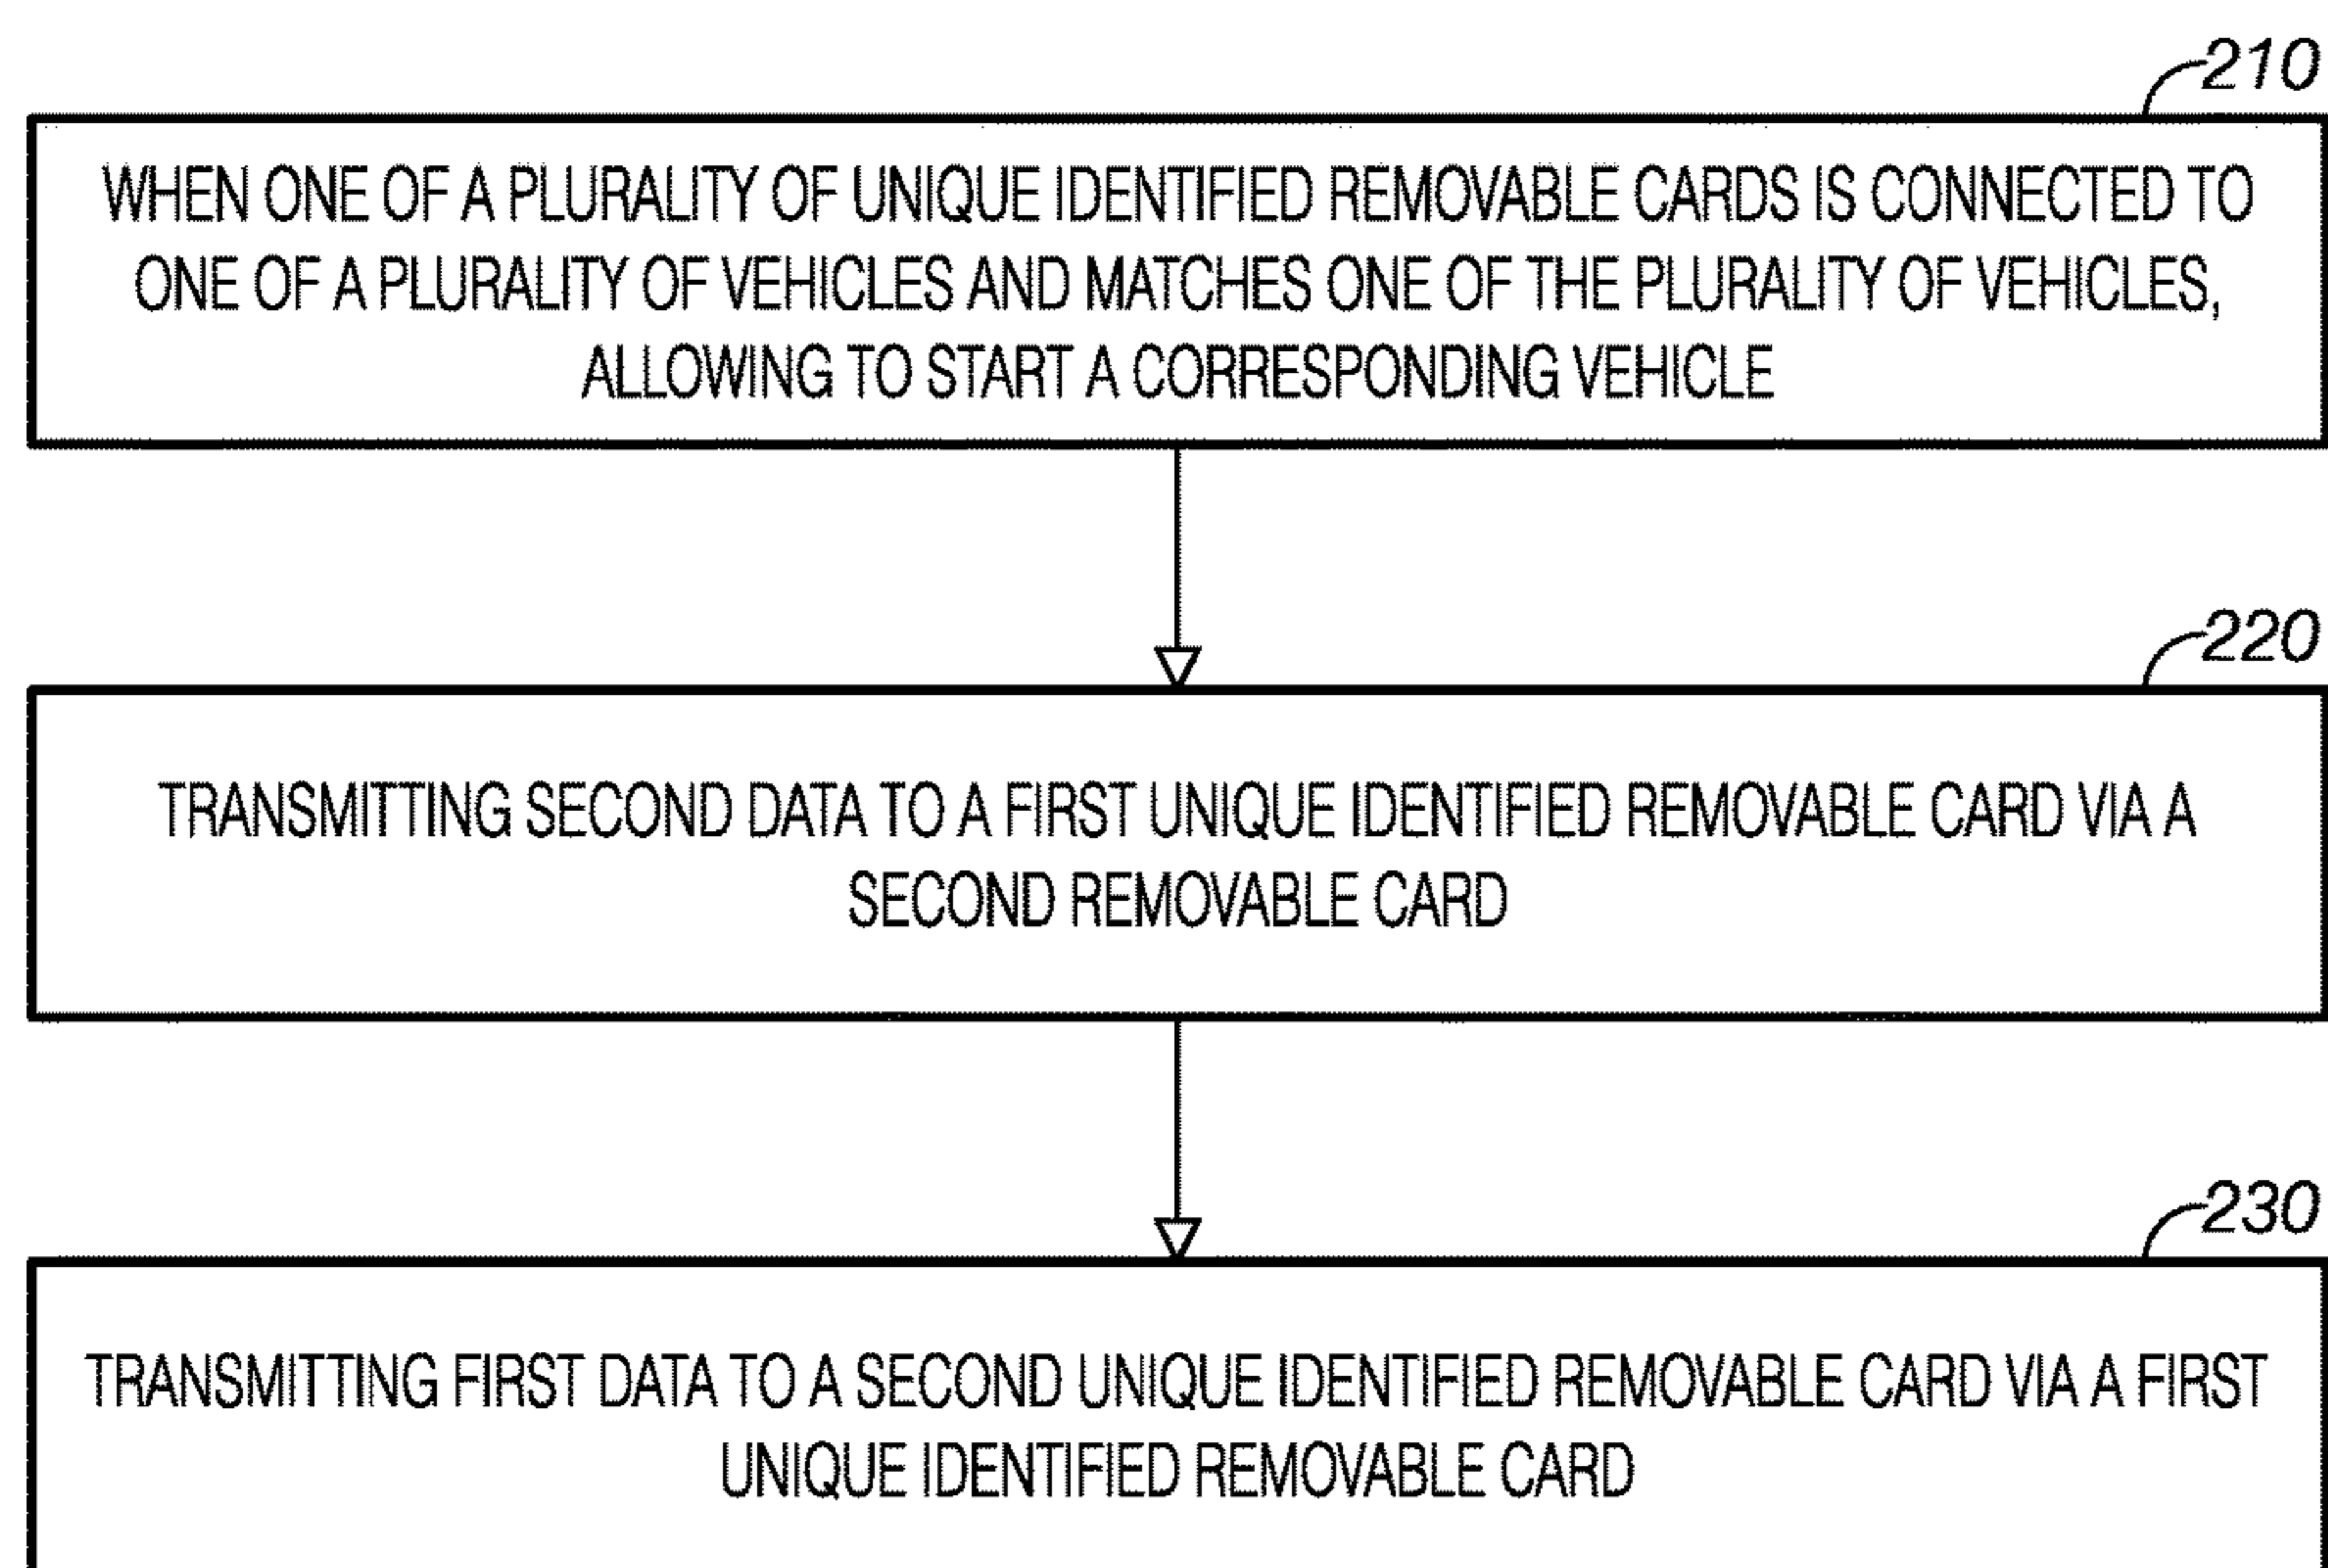 210
WHEN ONE OF A PLURALITY OF UNIQUE IDENTIFIED REMOVABLE CARDS IS CONNECTED TO
ONE OF A PLURALITY OF VEHICLES AND MATCHES ONE OF THE PLURALITY OF VEHICLES,
ALLOWING TO START A CORRESPONDING VEHICLE
220
TRANSMITTING SECOND DATA TO A FIRST UNIQUE IDENTIFIED REMOVABLE CARD VIA A
SECOND REMOVABLE CARD
230
TRANSMITTING FIRST DATA TO A SECOND UNIQUE IDENTIFIED REMOVABLE CARD VIA A FIRST
UNIQUE IDENTIFIED REMOVABLE CARD